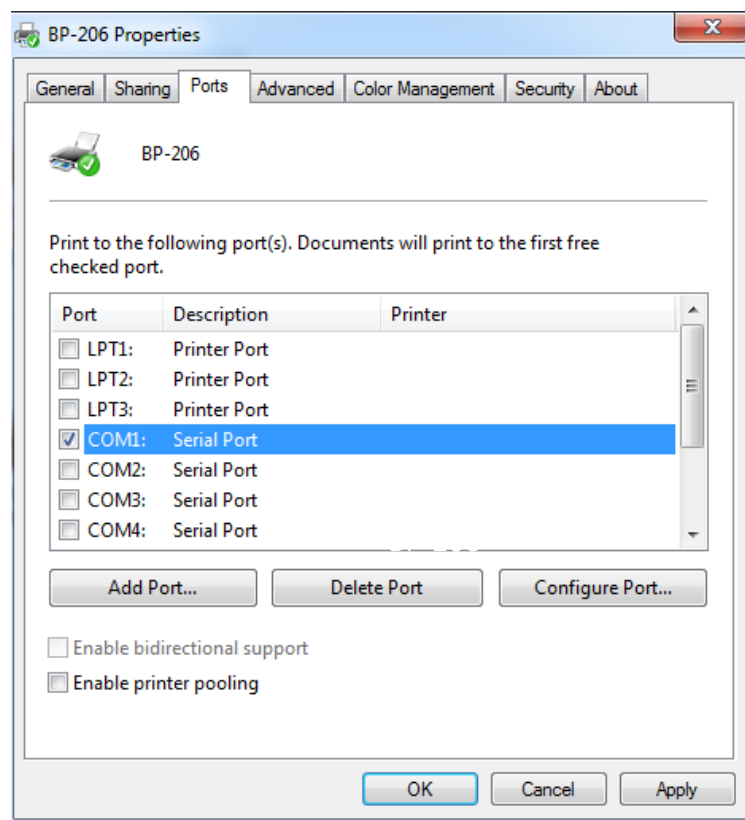 BP-206 Properties
General Sharing Ports Advanced Color Management Security About
BP-206
Print to the following port(s). Documents will print to the first free
checked port.
Port Description Printer
LPT1: Printer Port
LPT2: Printer Port
LPT3: Printer Port
COM1: Serial Port
COM2: Serial Port
COM3: Serial Port
COM4: Serial Port
Add Port... Delete Port Configure Port...
Enable bidirectional support
Enable printer pooling
OK Cancel Apply